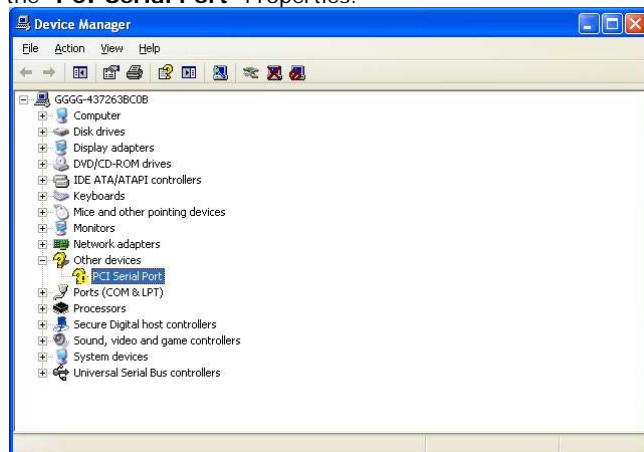 the "PCI Serial Port" Properties.
Device Manager
File Action View Help
GGGG-437263BC0B
Computer
Disk drives
Display adapters
DVD/CD-ROM drives
IDE ATA/ATAPI controllers
Keyboards
Mice and other pointing devices
Monitors
Network adapters
Other devices
PCI Serial Port
Ports (COM & LPT)
Processors
Secure Digital host controllers
Sound, video and game controllers
System devices
Universal Serial Bus controllers